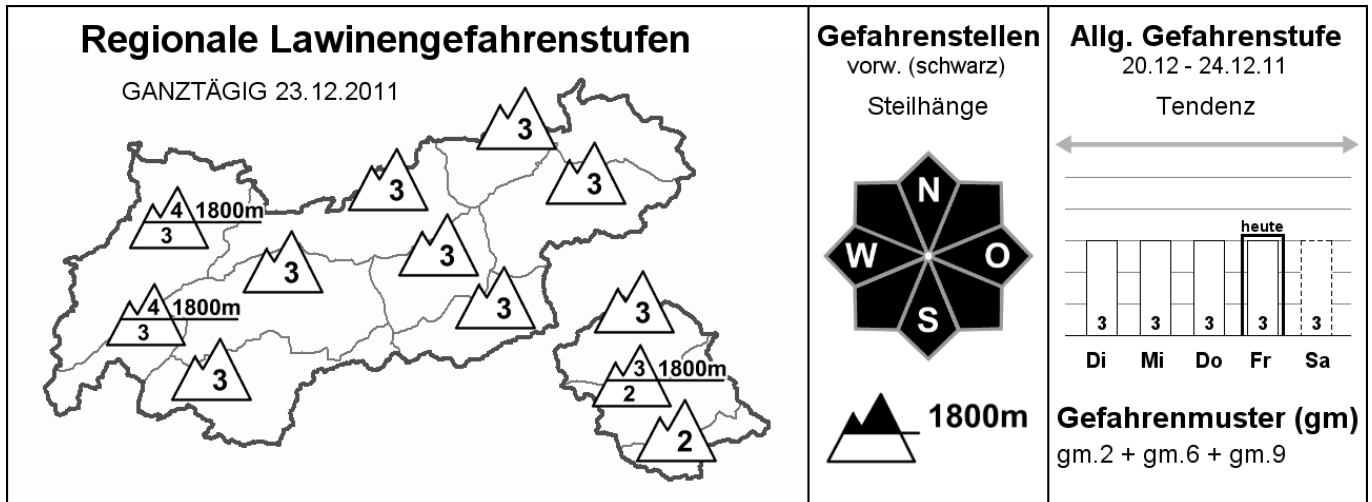 Regionale Lawinengefahrenstufen
GANZTÄGIG 23.12.2011
3
3
3
4 1800m
3
3
3
4 1800m
3
3
3
3
3 1800m
2
2
Gefahrenstellen
vorw. (schwarz)
Steilhänge
N
W
O
S
1800m
Allg. Gefahrenstufe
20.12 - 24.12.11
Tendenz
heute
3 3 3 3 3
Di Mi Do Fr Sa
Gefahrenmuster (gm)
gm.2 + gm.6 + gm.9